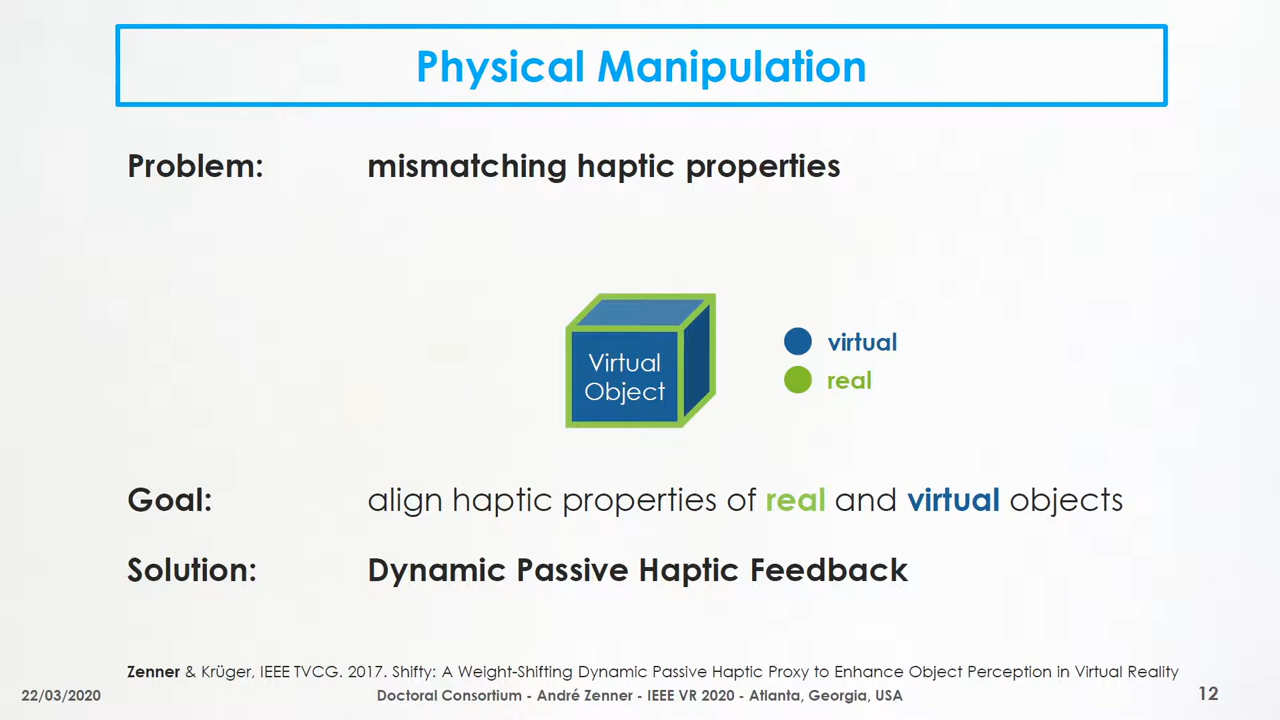 Physical Manipulation
Problem: mismatching haptic properties
Virtual
Object
virtual
real
Goal: align haptic properties of real and virtual objects
Solution: Dynamic Passive Haptic Feedback
Zenner & Krüger, IEEE TVCG. 2017. Shifty: A Weight-Shifting Dynamic Passive Haptic Proxy to Enhance Object Perception in Virtual Reality
22/03/2020 Doctoral Consortium - André Zenner - IEEE VR 2020 - Atlanta, Georgia, USA 12